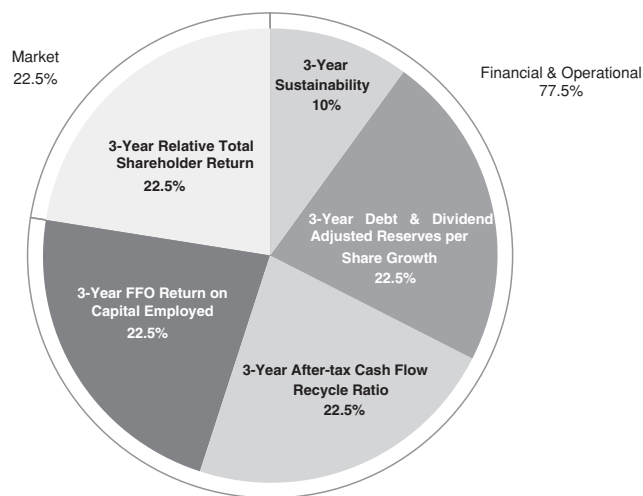 Market
22.5%
3-Year
Sustainability
10%
Financial & Operational
77.5%
3-Year Relative Total
Shareholder Return
22.5%
3-Year Debt & Dividend
Adjusted Reserves per
Share Growth
22.5%
3-Year FFO Return on
Capital Employed
22.5%
3-Year After-tax Cash Flow
Recycle Ratio
22.5%